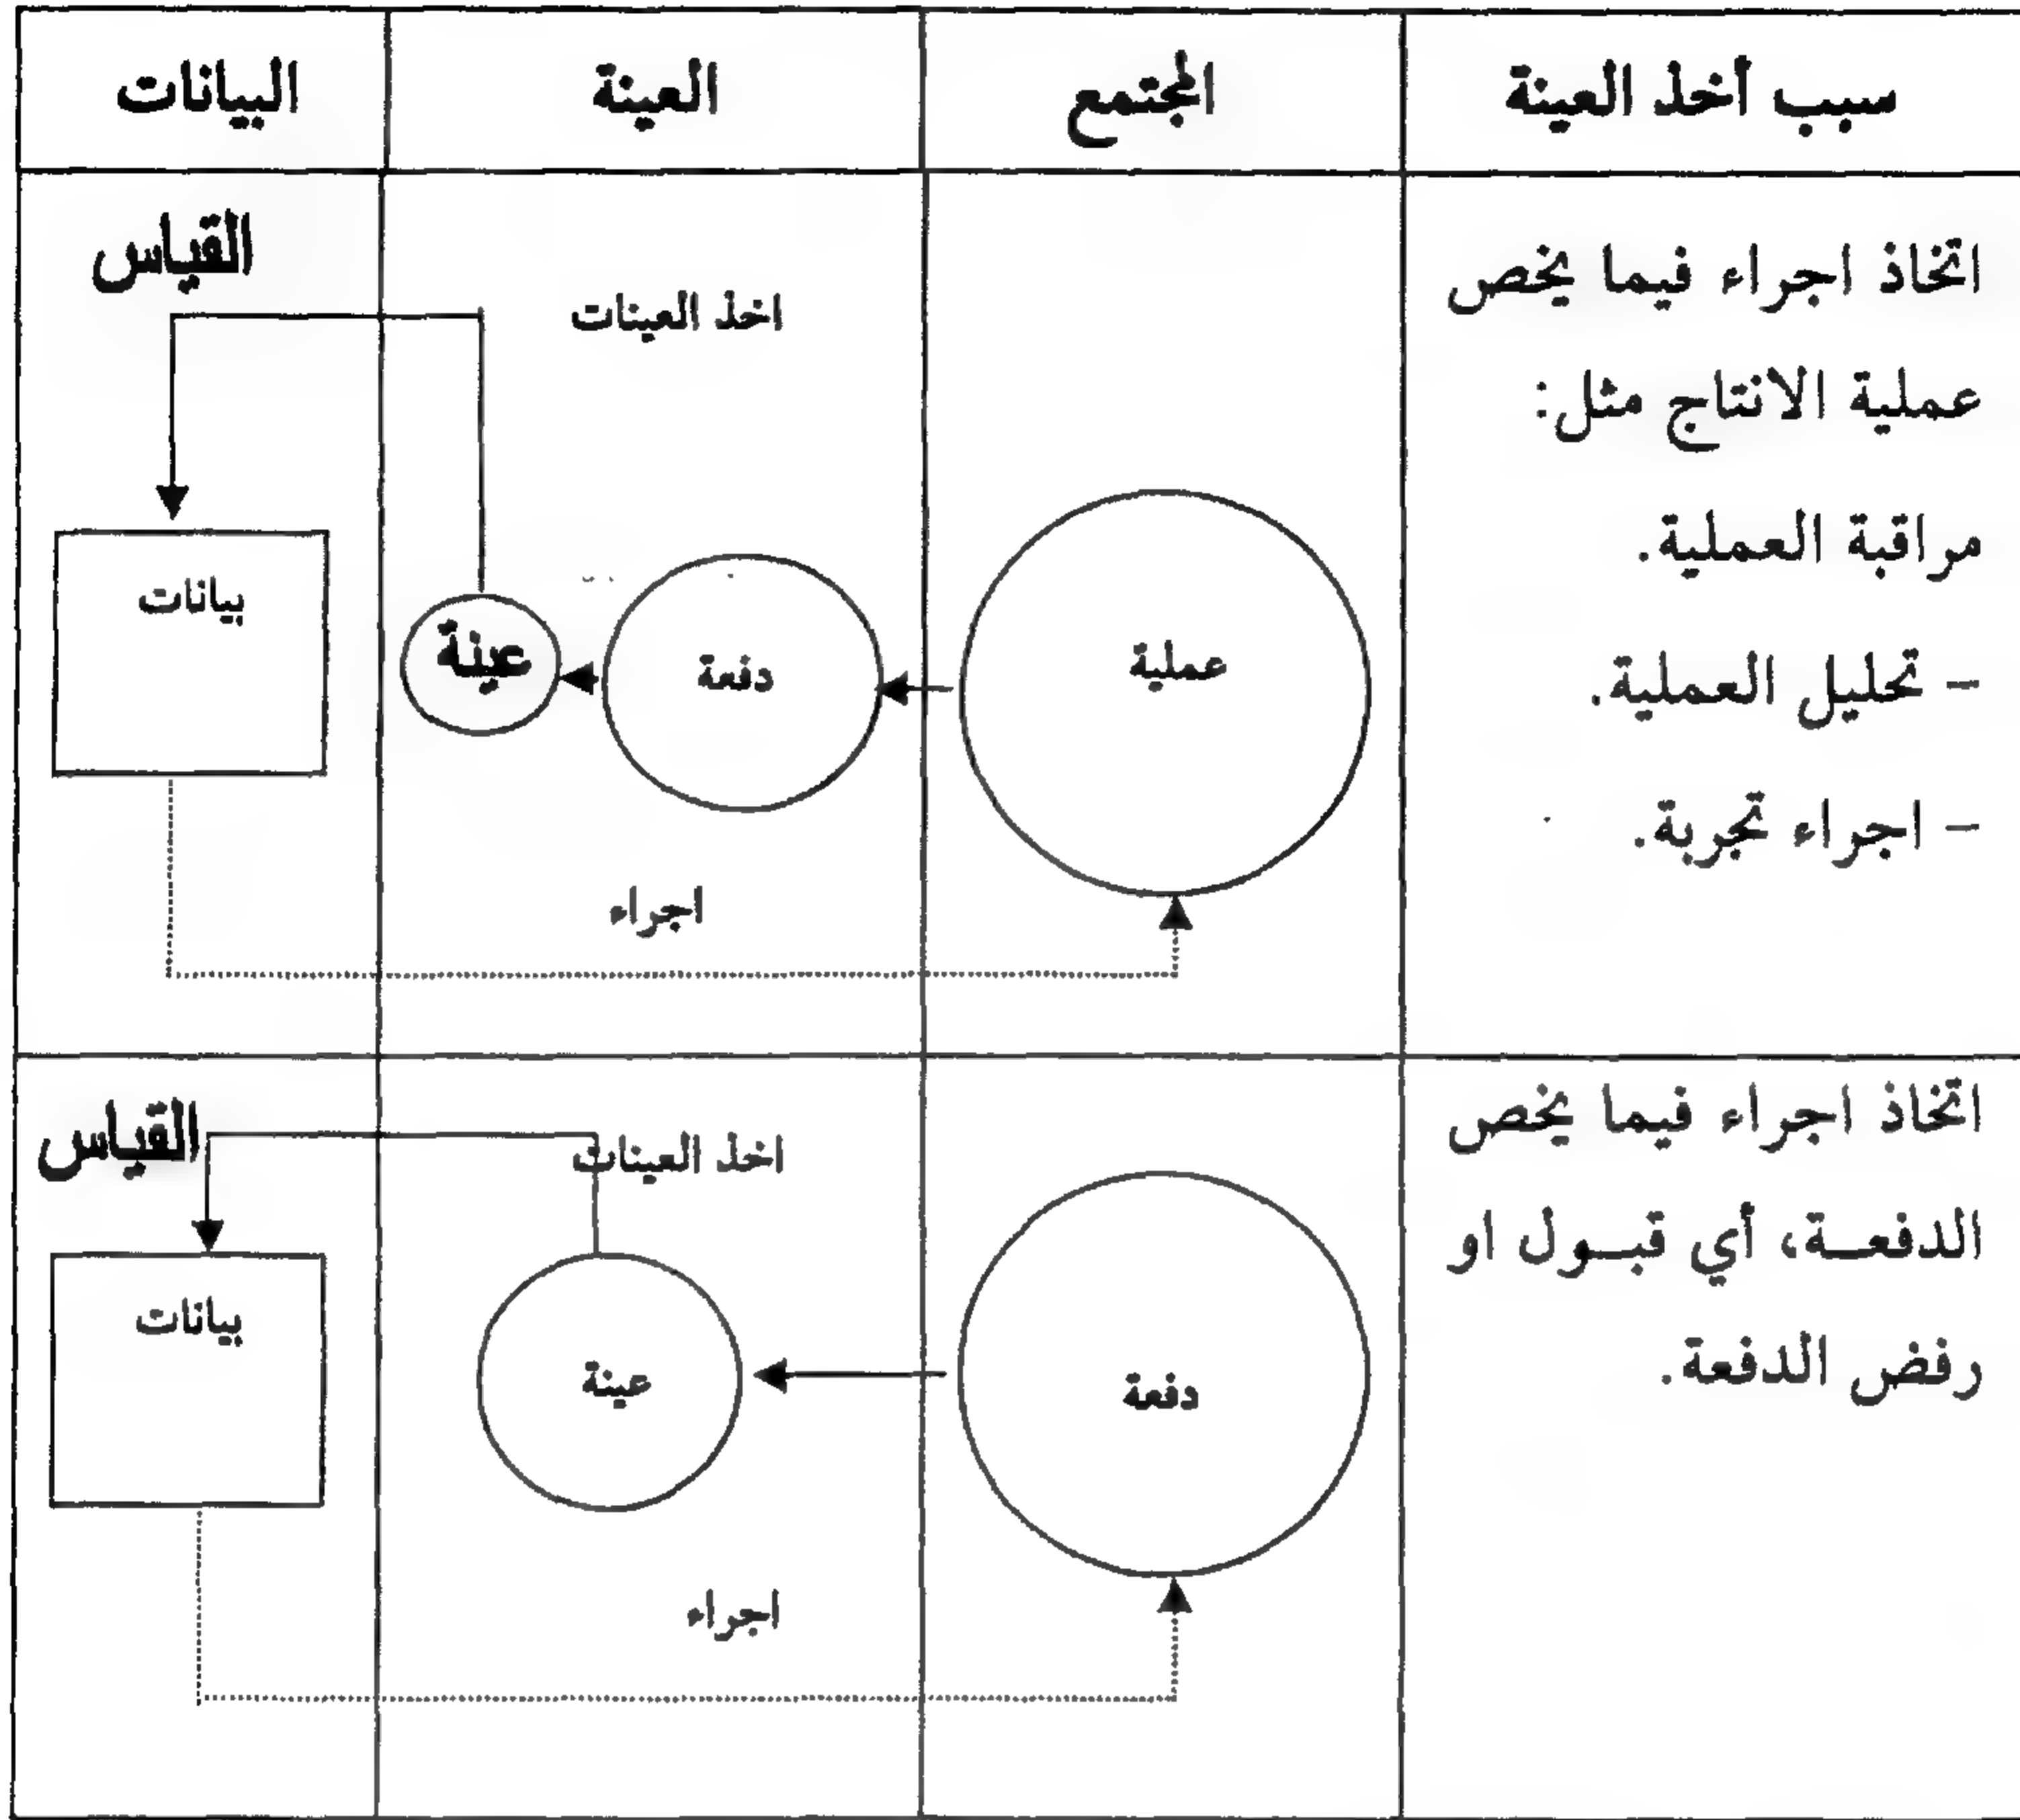 سبب أخذ العينة
المجتمع
العينة
البيانات
اتخاذ اجراء فيما يخص
عملية الانتاج مثل:
مراقبة العملية.
– تحليل العملية.
– اجراء تجربة.
عملية
اخذ العينات
دفعة
عينة
اجراء
القياس
بيانات
اتخاذ اجراء فيما يخص
الدفعــة، أي قبــول او
رفض الدفعة.
دفعة
اخذ العينات
عينة
اجراء
القياس
بيانات